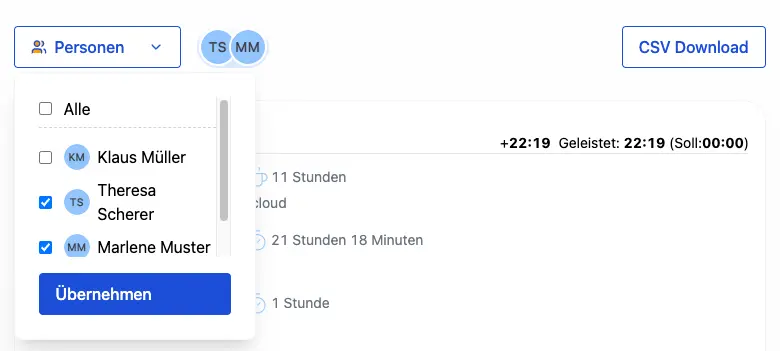 Personen
TS MM
CSV Download
Alle
KM Klaus Müller
TS Theresa
Scherer
MM Marlene Muster
Übernehmen
+22:19 Geleistet: 22:19 (Soll:00:00)
11 Stunden
cloud
21 Stunden 18 Minuten
1 Stunde